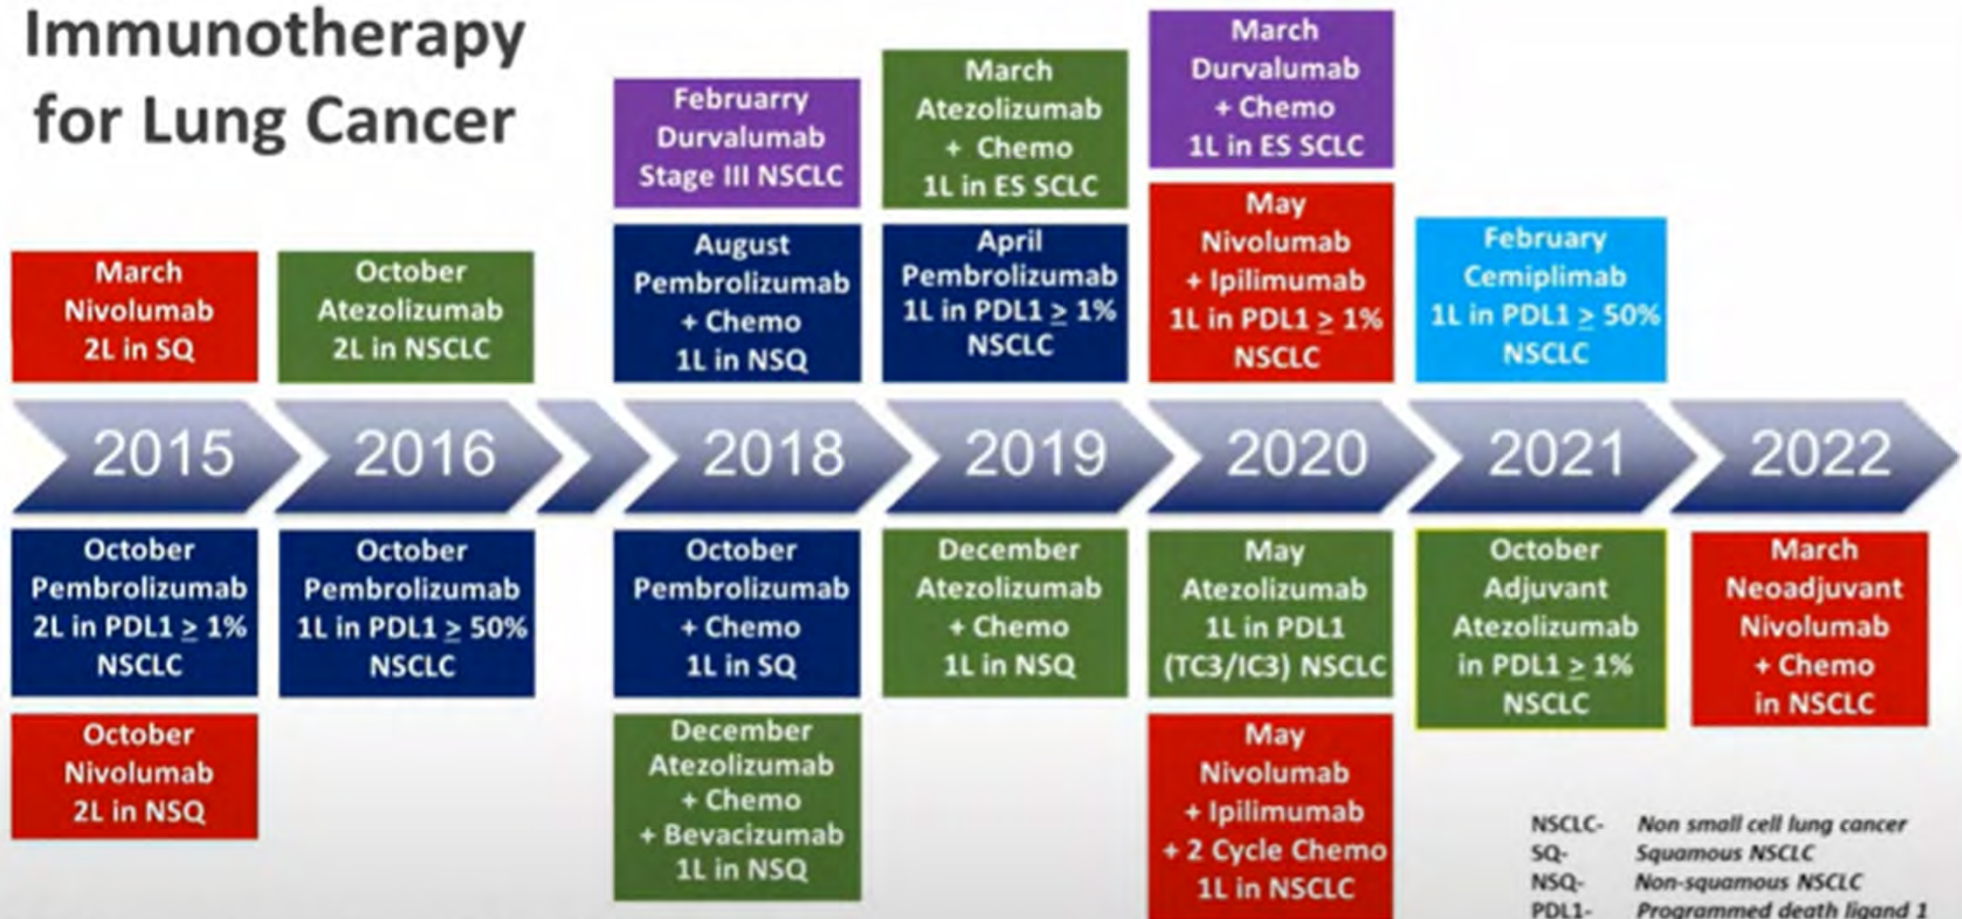 Immunotherapy
for Lung Cancer
March
Nivolumab
2L in SQ
October
Atezolizumab
2L in NSCLC
Februarry
Durvalumab
Stage III NSCLC
August
Pembrolizumab
+ Chemo
1L in NSQ
March
Atezolizumab
+ Chemo
1L in ES SCLC
April
Pembrolizumab
1L in PDL1 ≥ 1%
NSCLC
March
Durvalumab
+ Chemo
1L in ES SCLC
May
Nivolumab
+ Ipilimumab
1L in PDL1 ≥ 1%
NSCLC
February
Cemiplimab
1L in PDL1 ≥ 50%
NSCLC
2015
2016
2018
2019
2020
2021
2022
October
Pembrolizumab
2L in PDL1 ≥ 1%
NSCLC
October
Nivolumab
2L in NSQ
October
Pembrolizumab
1L in PDL1 ≥ 50%
NSCLC
October
Pembrolizumab
+ Chemo
1L in SQ
December
Atezolizumab
+ Chemo
+ Bevacizumab
1L in NSQ
December
Atezolizumab
+ Chemo
1L in NSQ
May
Atezolizumab
1L in PDL1
(TC3/IC3) NSCLC
May
Nivolumab
+ Ipilimumab
+ 2 Cycle Chemo
1L in NSCLC
October
Adjuvant
Atezolizumab
in PDL1 ≥ 1%
NSCLC
March
Neoadjuvant
Nivolumab
+ Chemo
in NSCLC
NSCLC- Non small cell lung cancer
SQ- Squamous NSCLC
NSQ- Non-squamous NSCLC
PDL1- Programmed death ligand 1